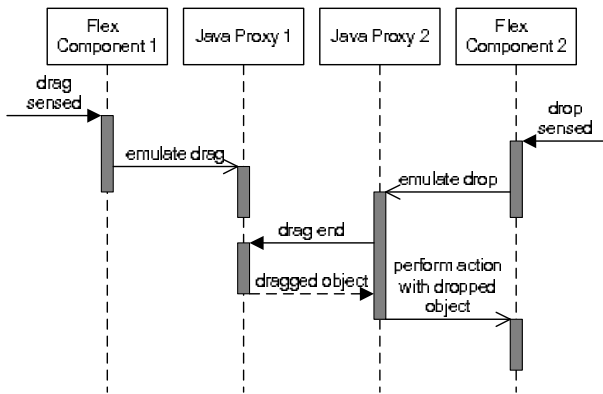 Flex
Component 1
Java Proxy 1
Java Proxy 2
Flex
Component 2
drag
sensed
drop
sensed
emulate drag
emulate drop
drag end
dragged object
perform action
with dropped
object